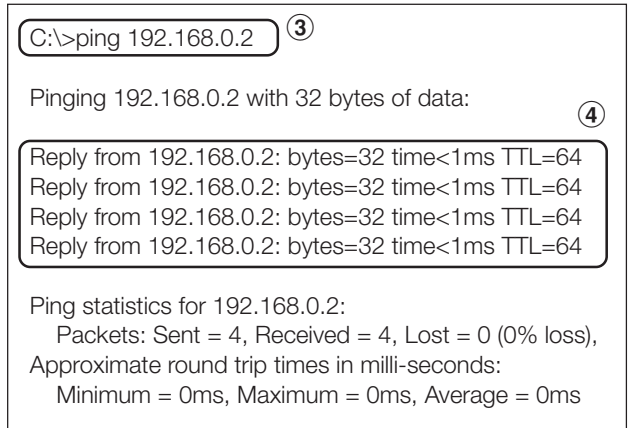 C:\>ping 192.168.0.2 ③
Pinging 192.168.0.2 with 32 bytes of data:
④
Reply from 192.168.0.2: bytes=32 time<1ms TTL=64
Reply from 192.168.0.2: bytes=32 time<1ms TTL=64
Reply from 192.168.0.2: bytes=32 time<1ms TTL=64
Reply from 192.168.0.2: bytes=32 time<1ms TTL=64
Ping statistics for 192.168.0.2:
Packets: Sent = 4, Received = 4, Lost = 0 (0% loss),
Approximate round trip times in milli-seconds:
Minimum = 0ms, Maximum = 0ms, Average = 0ms